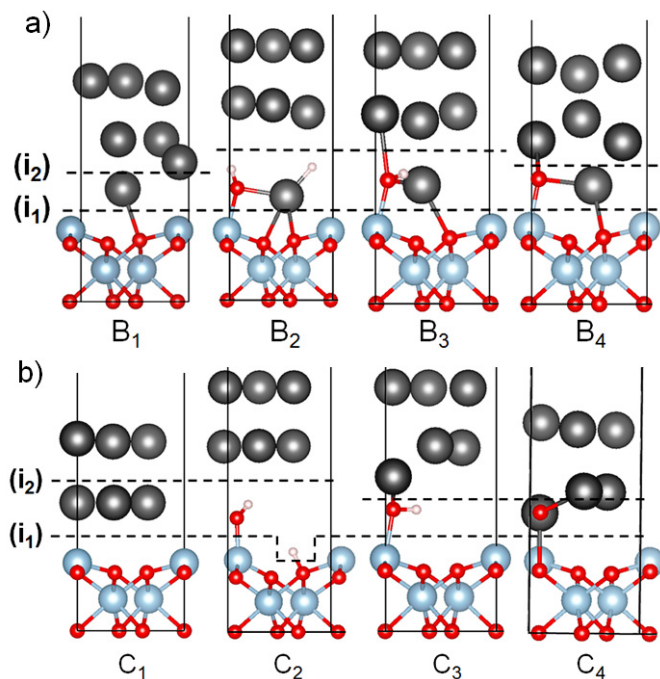 a)
(i₂)
(i₁)
B₁ B₂ B₃ B₄
b)
(i₂)
(i₁)
C₁ C₂ C₃ C₄